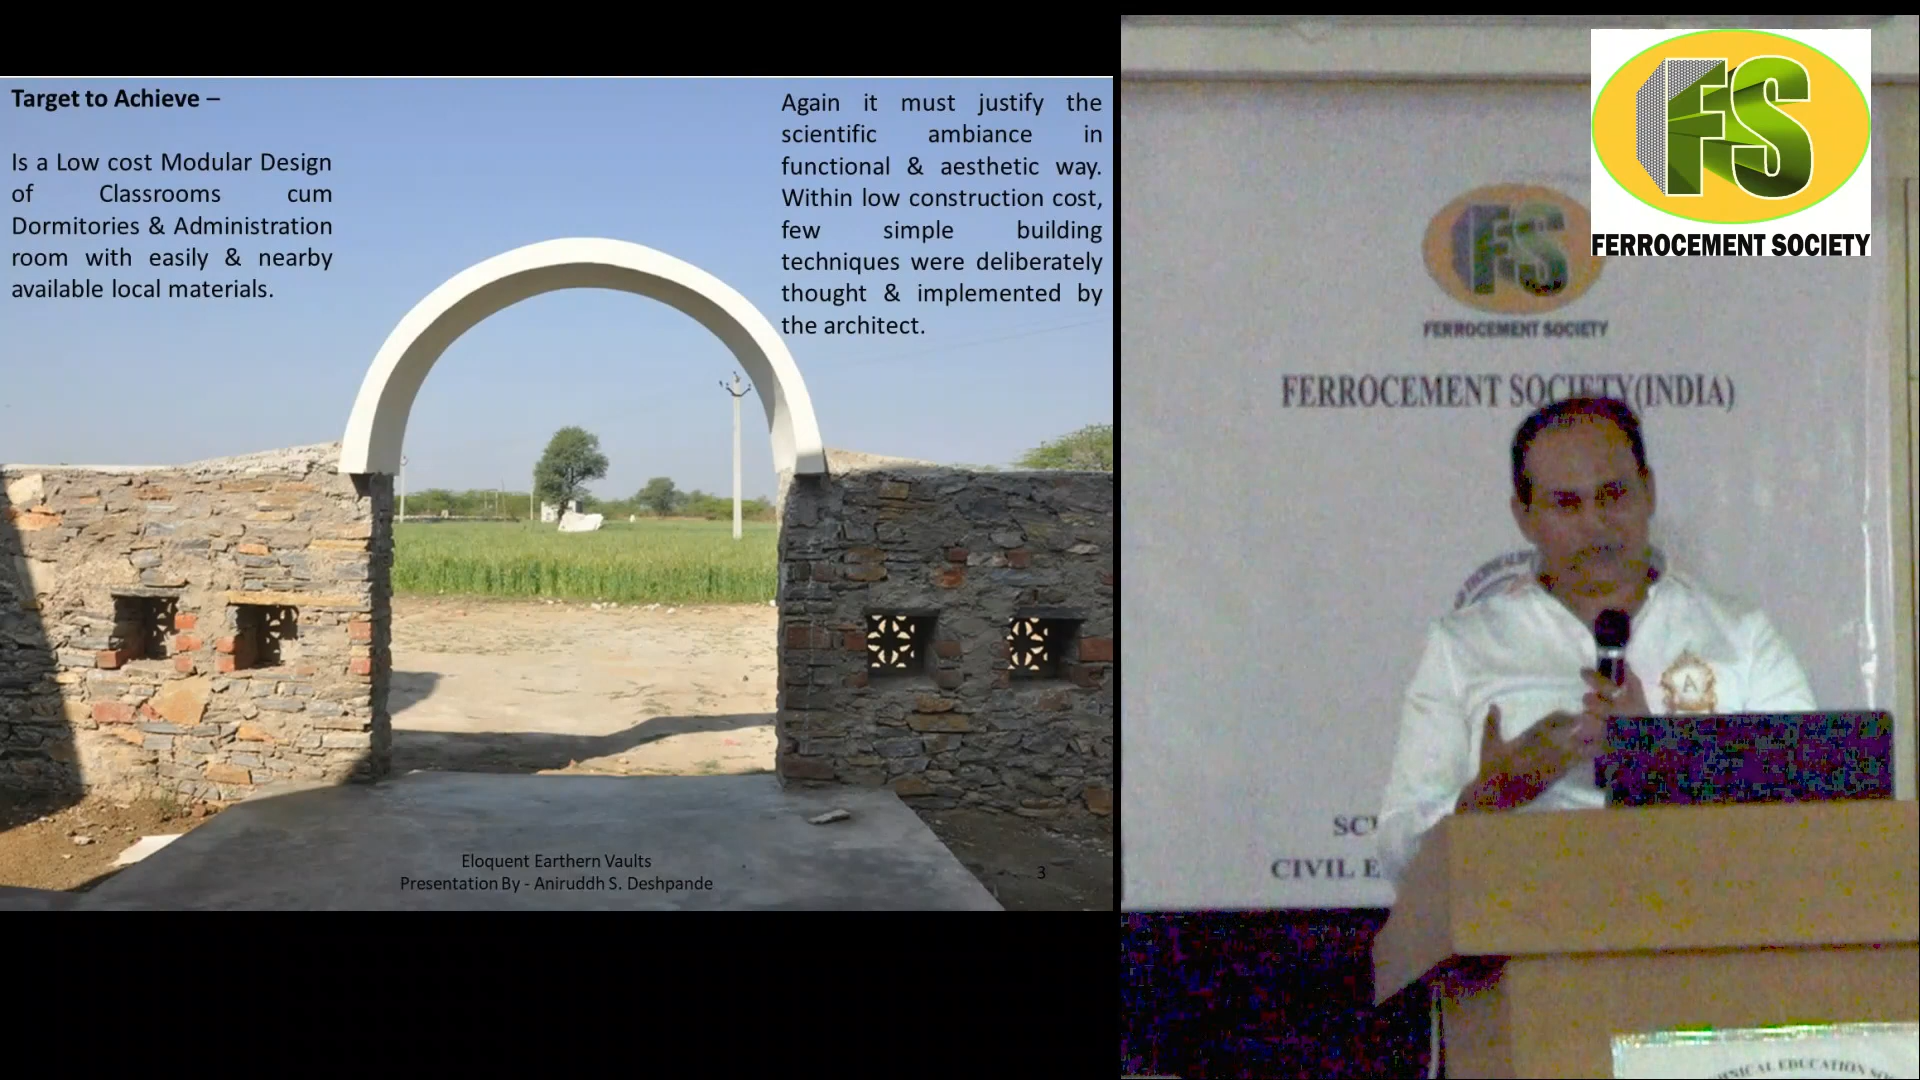 Target to Achieve –
Is a Low cost Modular Design
of Classrooms cum
Dormitories & Administration
room with easily & nearby
available local materials.
Again it must justify the
scientific ambiance in
functional & aesthetic way.
Within low construction cost,
few simple building
techniques were deliberately
thought & implemented by
the architect.
Eloquent Earthern Vaults
Presentation By - Aniruddh S. Deshpande
3
FS
FERROCEMENT SOCIETY
FS
FERROCEMENT SOCIETY
FERROCEMENT SOCIETY(INDIA)
A
CIVIL E